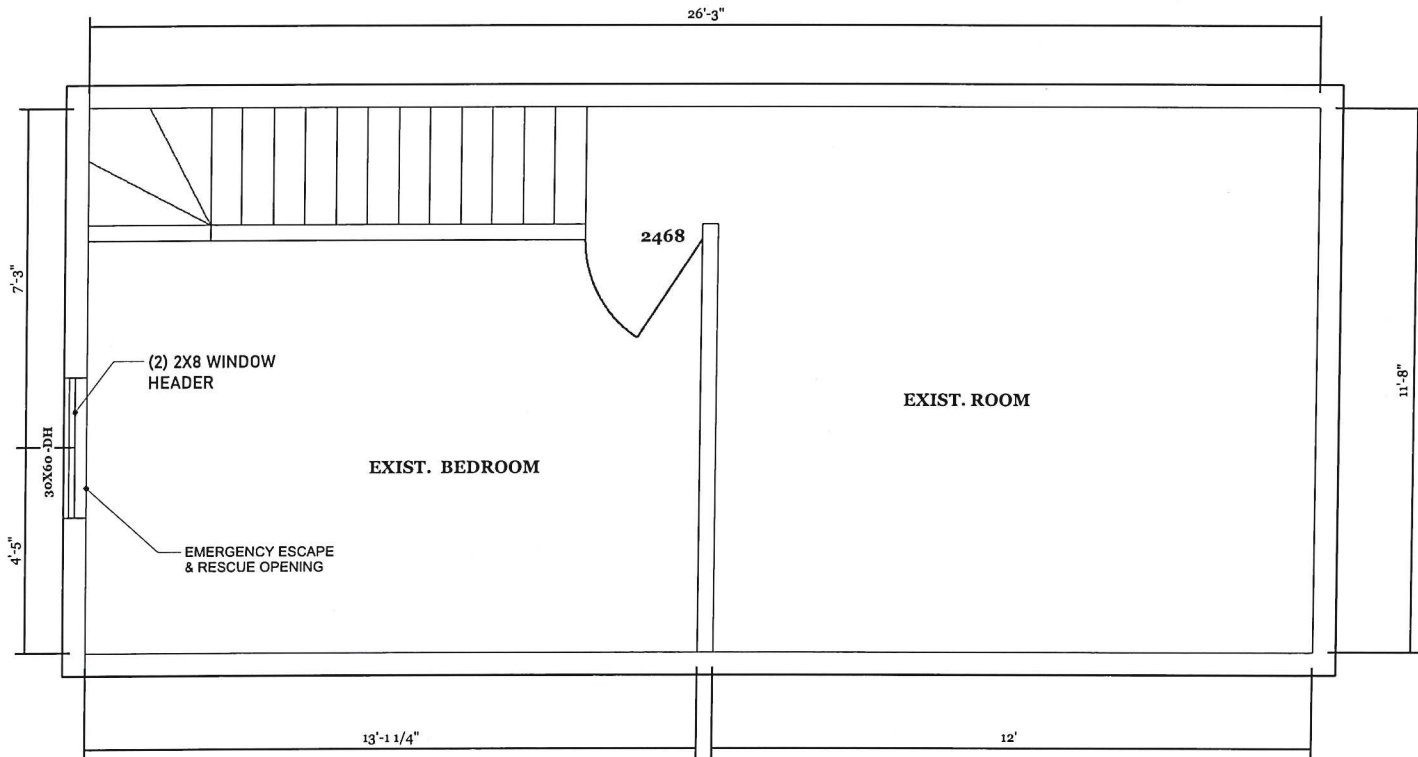 26'-3"
2468
7'-3"
(2) 2X8 WINDOW
HEADER
11'-8"
EXIST. ROOM
30X60 -DH
EXIST. BEDROOM
4'-5"
EMERGENCY ESCAPE
& RESCUE OPENING
13'-1 1/4"
12'